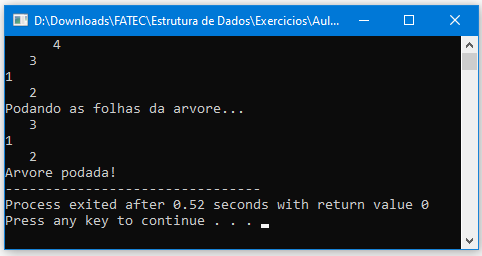 D:\Downloads\FATEC\Estrutura de Dados\Exercicios\Aul...
      4
   3
1
   2
Podando as folhas da arvore...
   3
1
   2
Arvore podada!
--------------------------------
Process exited after 0.52 seconds with return value 0
Press any key to continue . . .